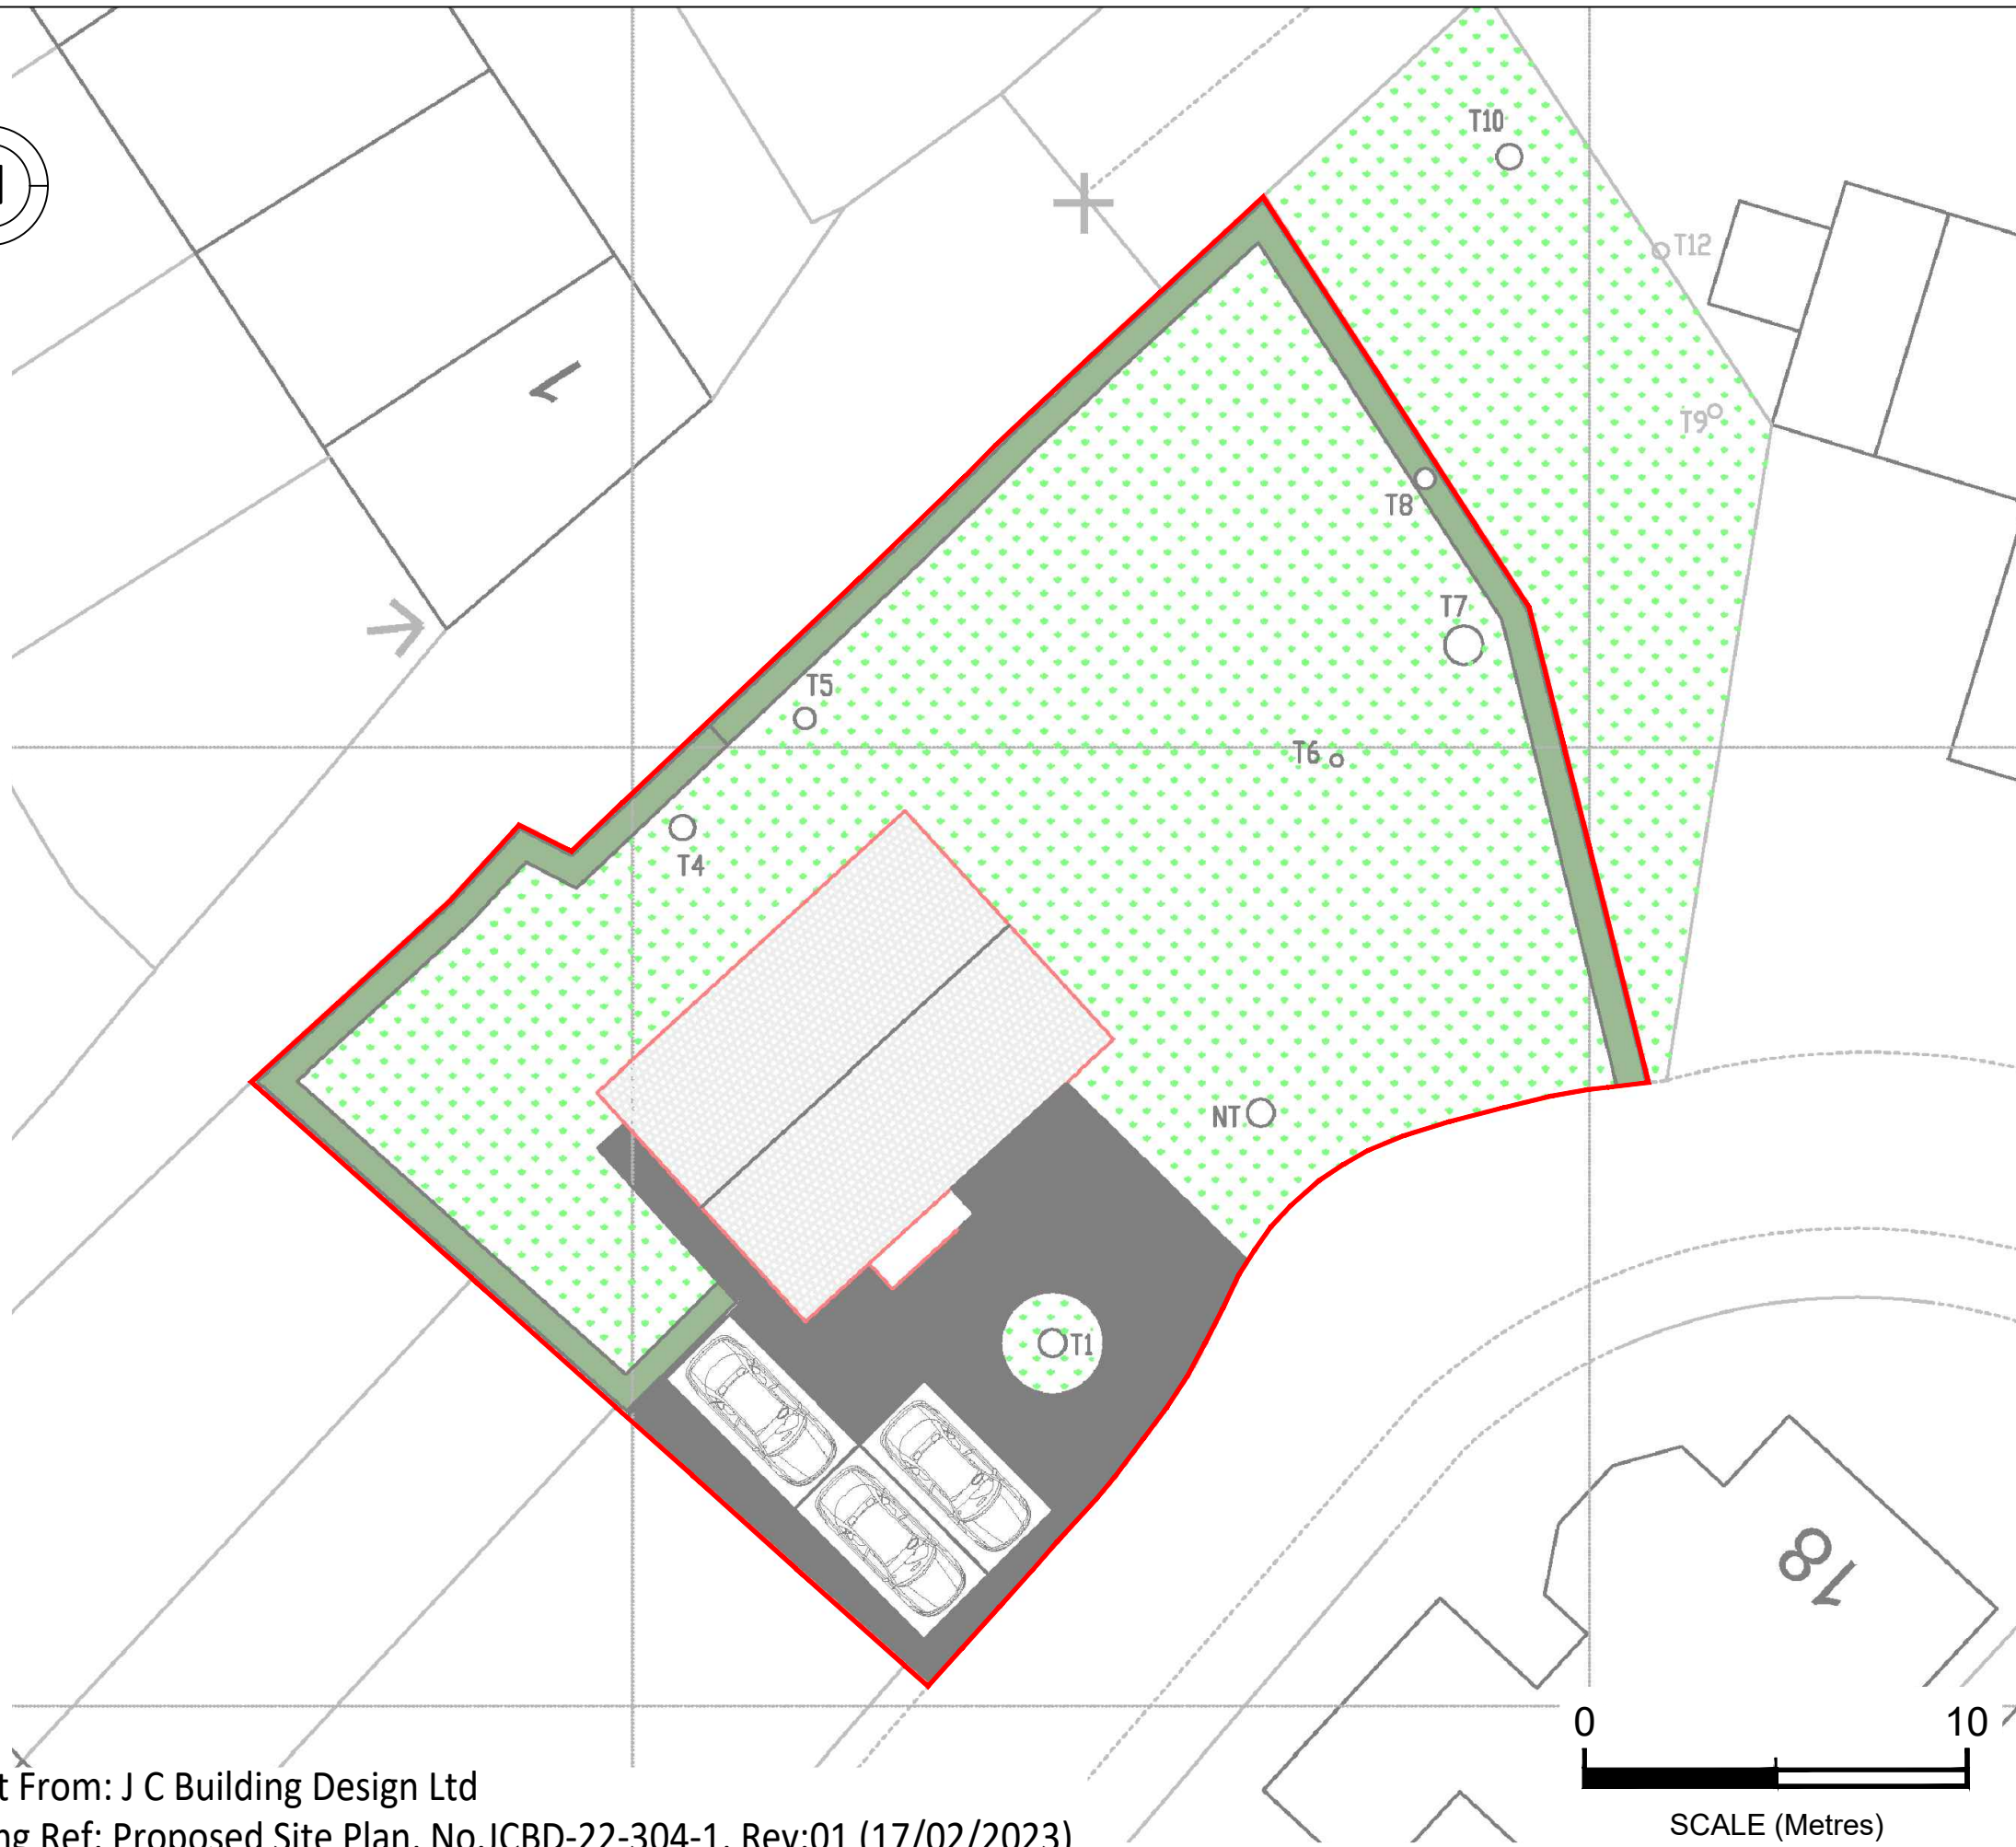 T10
T12
T9
1
T8
T7
T5
T6
T4
NT
T1
18
0 10
SCALE (Metres)
t From: J C Building Design Ltd
ng Ref: Proposed Site Plan. No.JCBD-22-304-1. Rev:01 (17/02/2023)